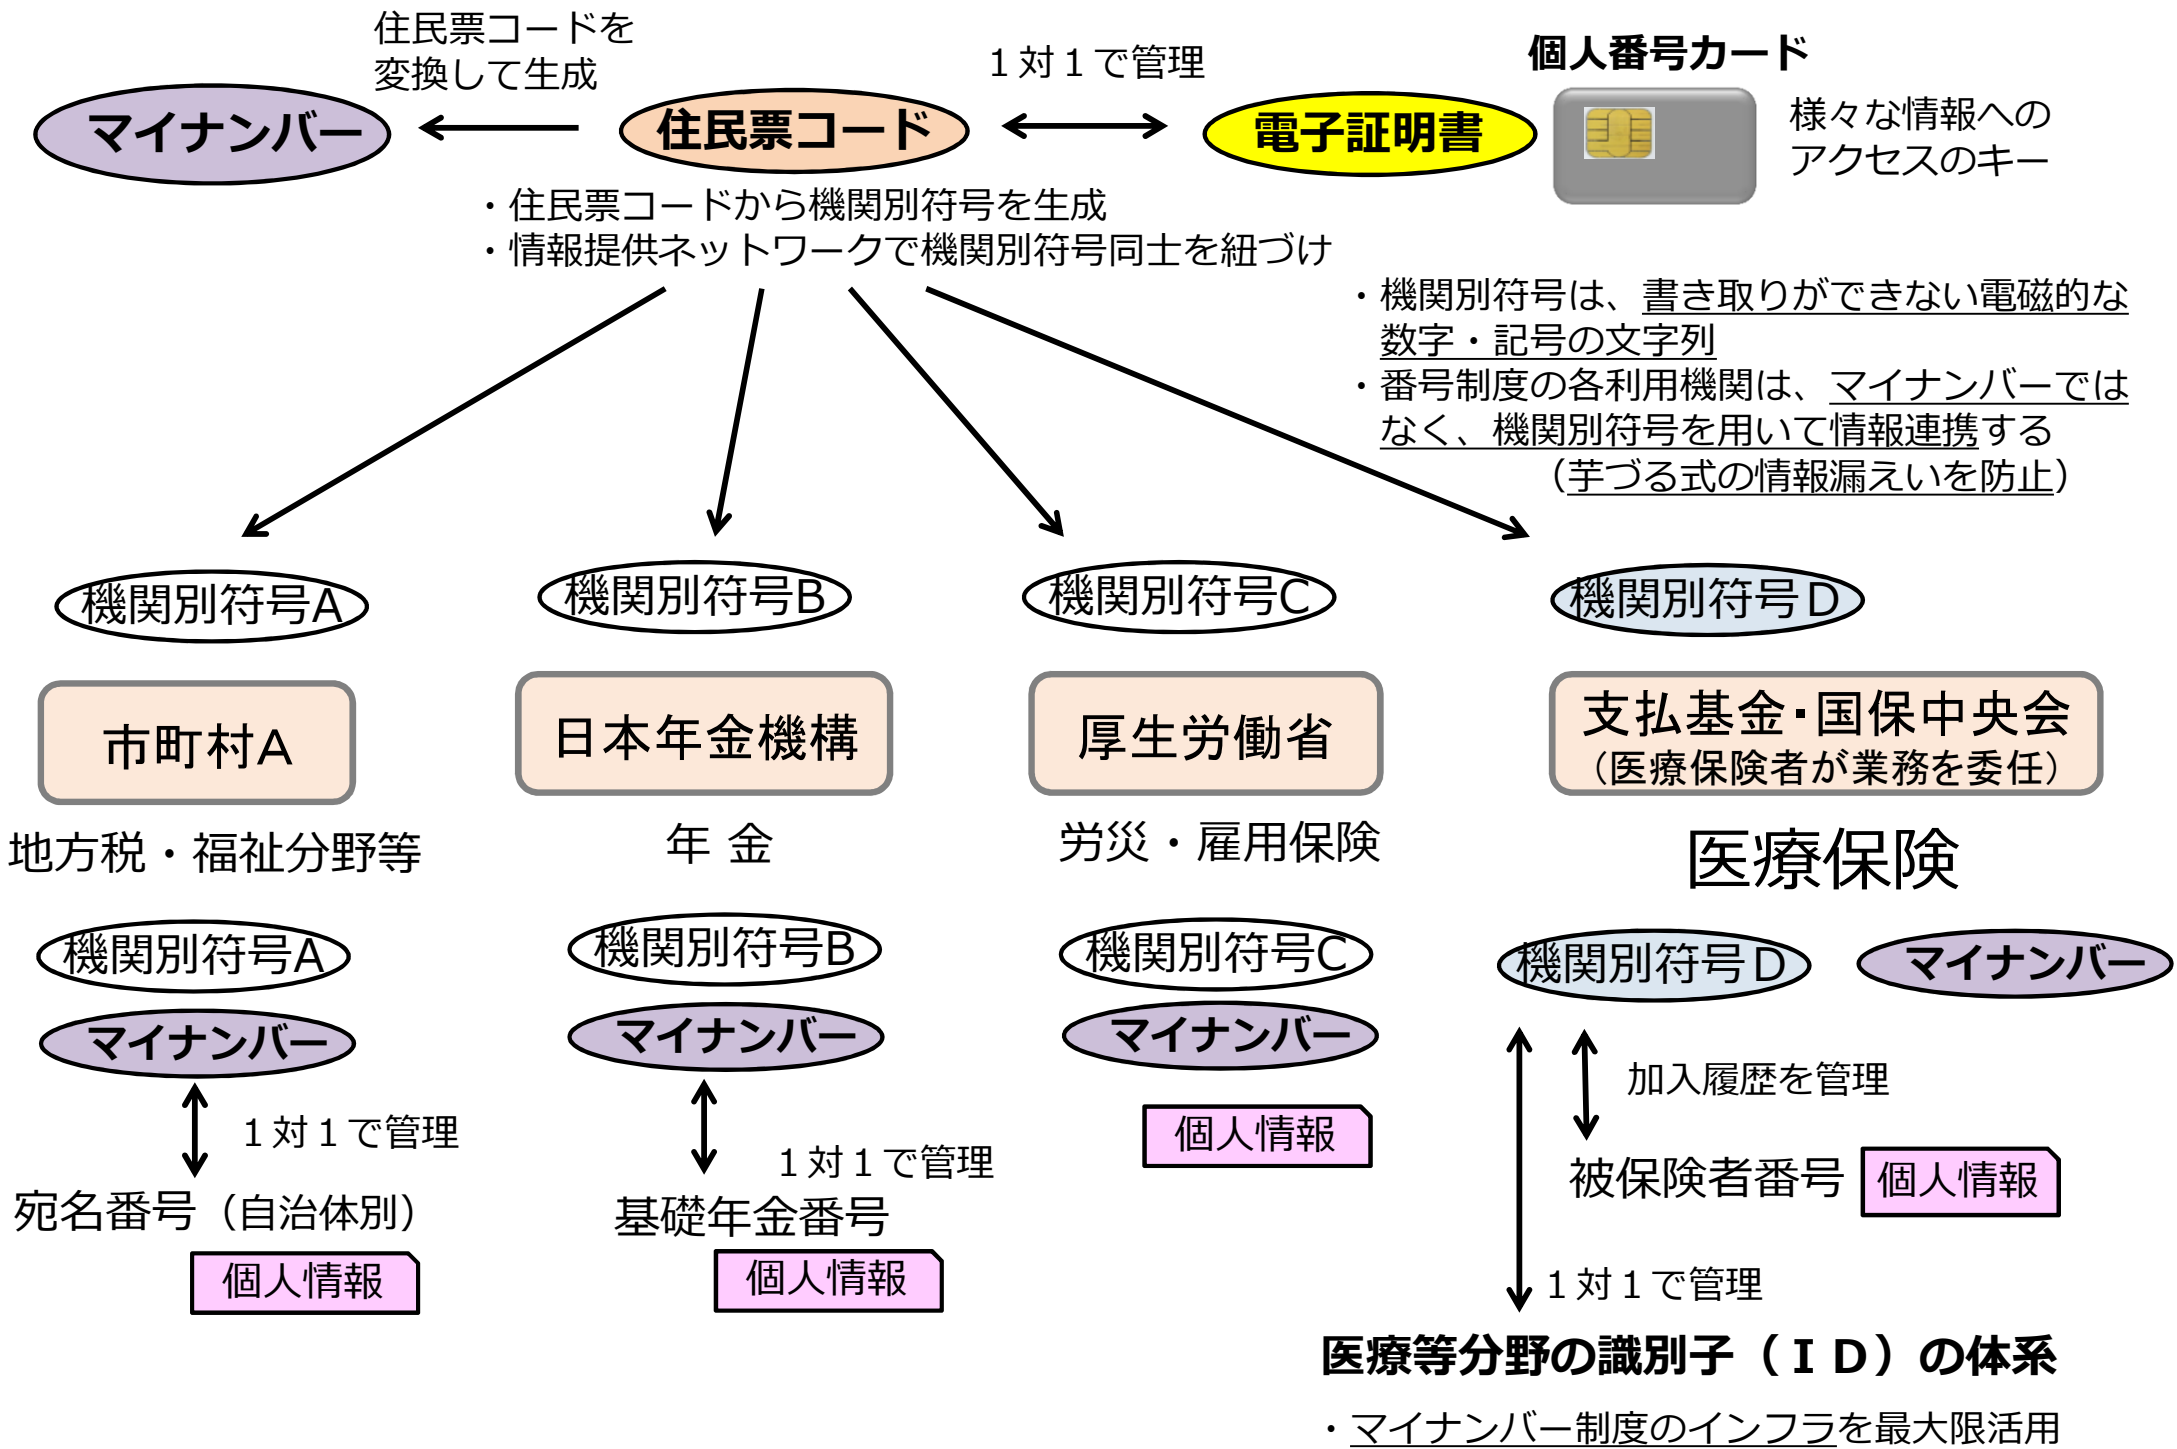 住民票コードを
変換して生成
１対１で管理
個人番号カード
マイナンバー
住民票コード
電子証明書
様々な情報への
アクセスのキー
・住民票コードから機関別符号を生成
・情報提供ネットワークで機関別符号同士を紐づけ
・機関別符号は、書き取りができない電磁的な
数字・記号の文字列
・番号制度の各利用機関は、マイナンバーでは
なく、機関別符号を用いて情報連携する
（芋づる式の情報漏えいを防止）
機関別符号A
機関別符号B
機関別符号C
機関別符号Ｄ
市町村Ａ
日本年金機構
厚生労働省
支払基金・国保中央会
（医療保険者が業務を委任）
地方税・福祉分野等
年 金
労災・雇用保険
医療保険
機関別符号A
機関別符号B
機関別符号C
機関別符号Ｄ
マイナンバー
マイナンバー
マイナンバー
マイナンバー
１対１で管理
１対１で管理
個人情報
加入履歴を管理
宛名番号（自治体別）
基礎年金番号
被保険者番号
個人情報
個人情報
個人情報
１対１で管理
医療等分野の識別子（ＩＤ）の体系
・マイナンバー制度のインフラを最大限活用